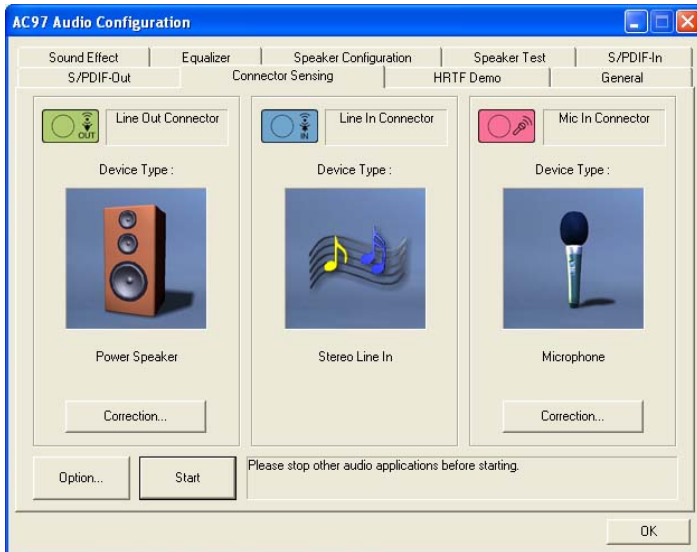 AC97 Audio Configuration
Sound Effect
Equalizer
Speaker Configuration
Speaker Test
S/PDIF-In
S/PDIF-Out
Connector Sensing
HRTF Demo
General
OUT
Line Out Connector
IN
Line In Connector
Mic In Connector
Device Type :
Device Type :
Device Type :
Power Speaker
Stereo Line In
Microphone
Correction...
Correction...
Option...
Start
Please stop other audio applications before starting.
OK